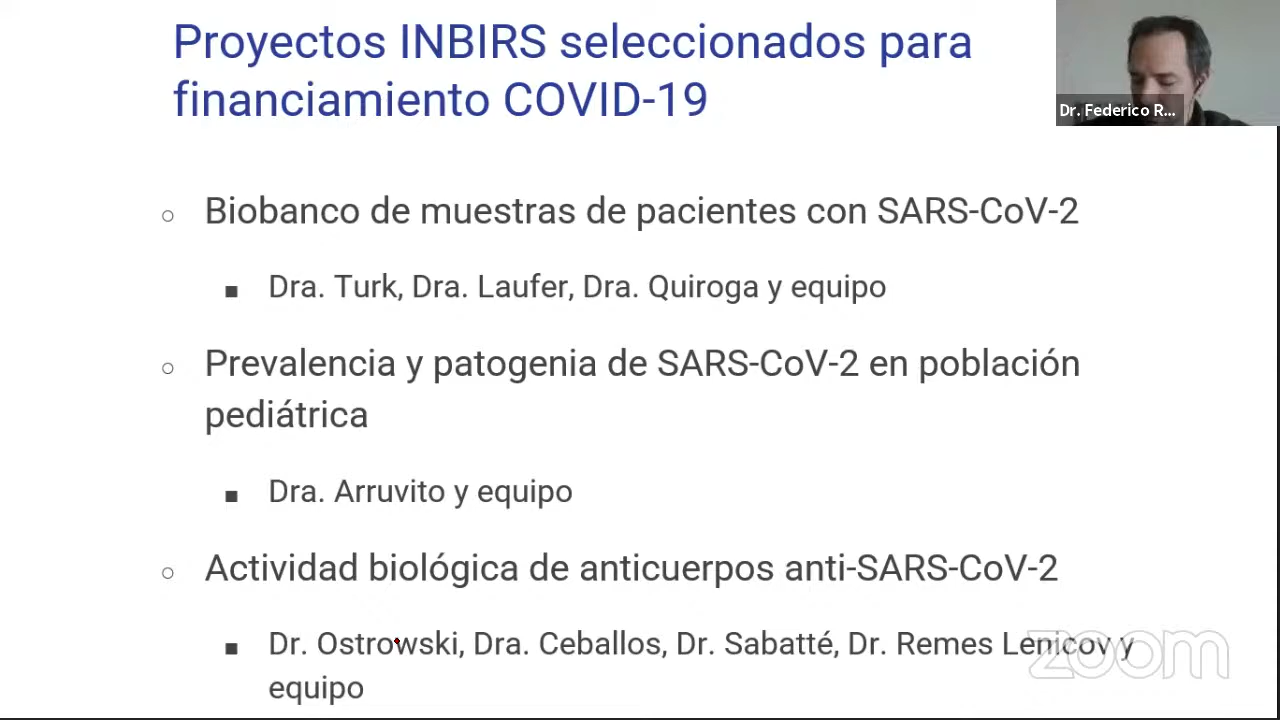 Proyectos INBIRS seleccionados para
financiamiento COVID-19
Dr. Federico R...
Biobanco de muestras de pacientes con SARS-CoV-2
Dra. Turk, Dra. Laufer, Dra. Quiroga y equipo
Prevalencia y patogenia de SARS-CoV-2 en población
pediátrica
Dra. Arruvito y equipo
Actividad biológica de anticuerpos anti-SARS-CoV-2
Dr. Ostrowski, Dra. Ceballos, Dr. Sabatté, Dr. Remes Lenicov y
equipo
zoom